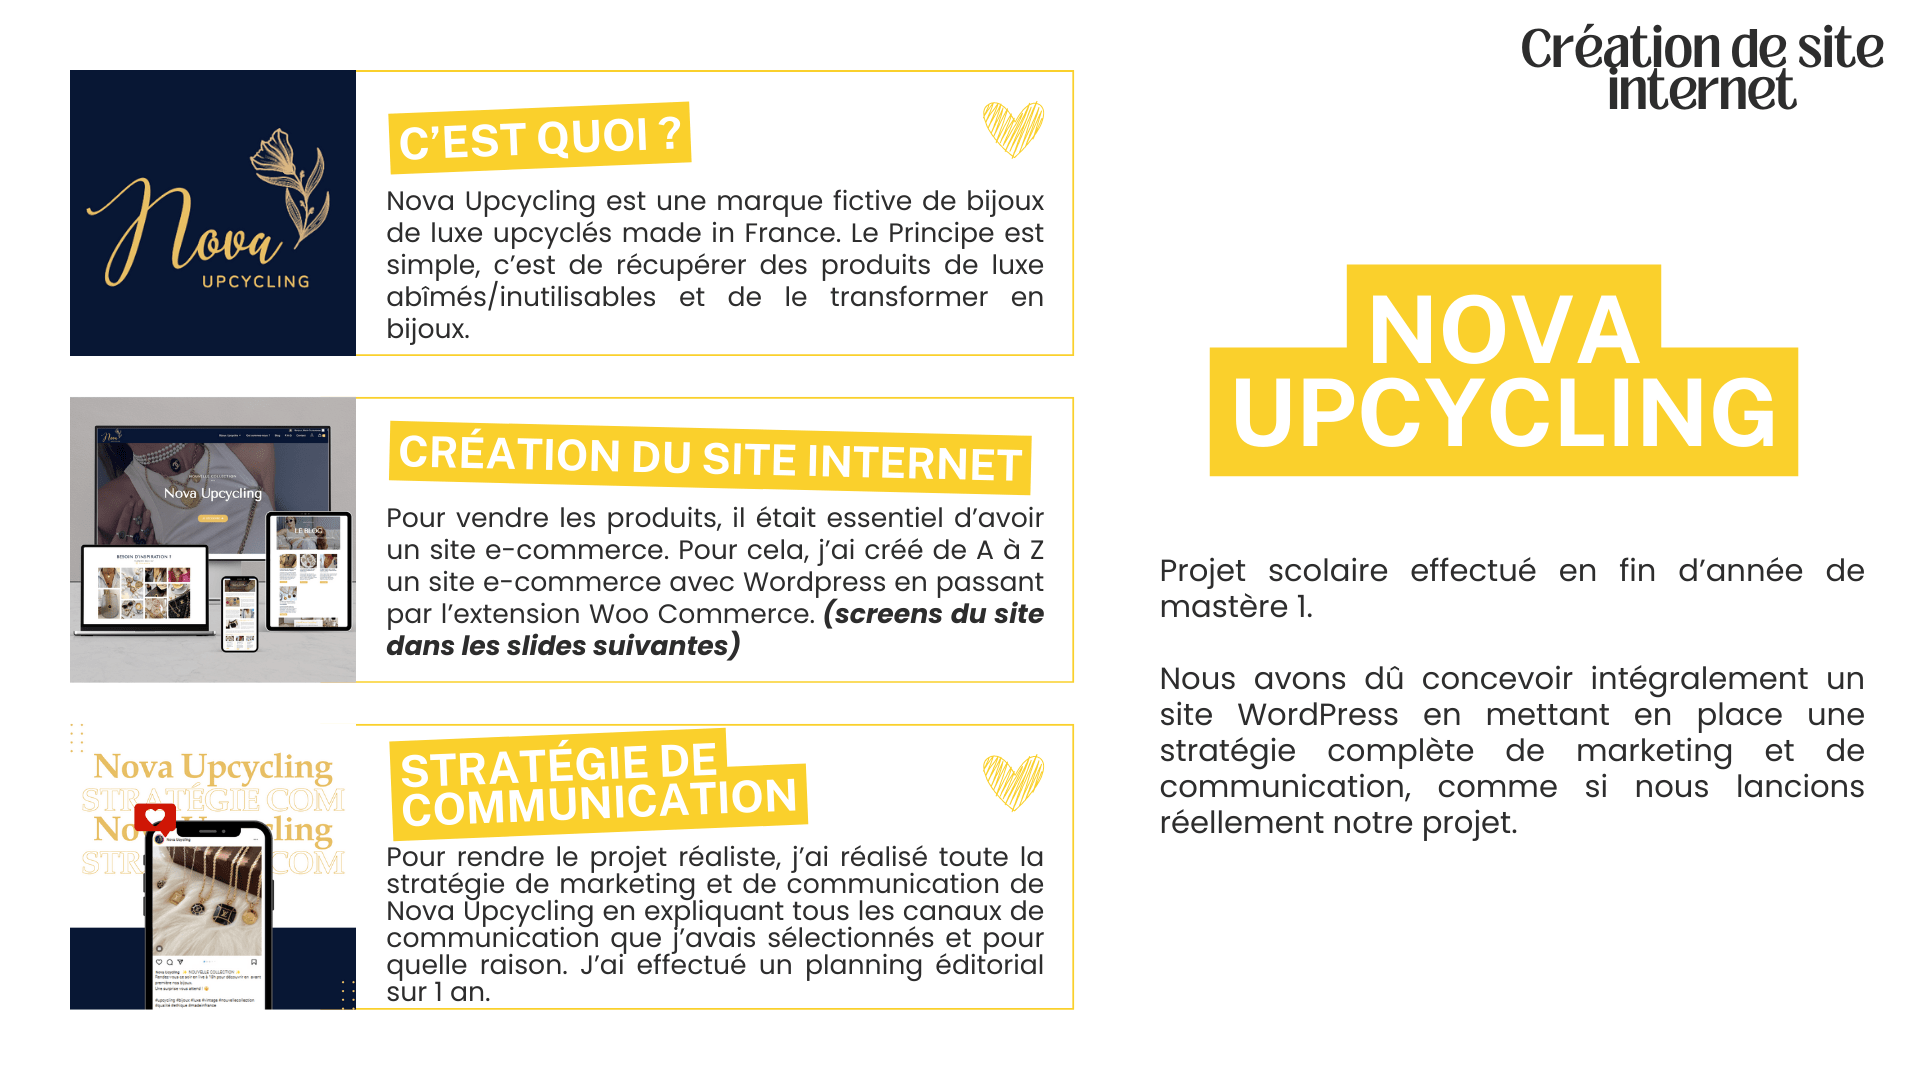 Création de site
internet
Nova
UPCYCLING
C’EST QUOI ?
Nova Upcycling est une marque fictive de bijoux
de luxe upcyclés made in France. Le Principe est
simple, c’est de récupérer des produits de luxe
abîmés/inutilisables et de le transformer en
bijoux.
Nova Upcycling
BESOIN D'INSPIRATION ?
LE BLOG
CRÉATION DU SITE INTERNET
Pour vendre les produits, il était essentiel d’avoir
un site e-commerce. Pour cela, j’ai créé de A à Z
un site e-commerce avec Wordpress en passant
par l’extension Woo Commerce. (screens du site
dans les slides suivantes)
Nova Upcycling
STRATÉGIE COM
No cling
STR COM
STRATÉGIE DE
COMMUNICATION
Pour rendre le projet réaliste, j’ai réalisé toute la
stratégie de marketing et de communication de
Nova Upcycling en expliquant tous les canaux de
communication que j’avais sélectionnés et pour
quelle raison. J’ai effectué un planning éditorial
sur 1 an.
NOVA
UPCYCLING
Projet scolaire effectué en fin d’année de
mastère 1.
Nous avons dû concevoir intégralement un
site WordPress en mettant en place une
stratégie complète de marketing et de
communication, comme si nous lancions
réellement notre projet.